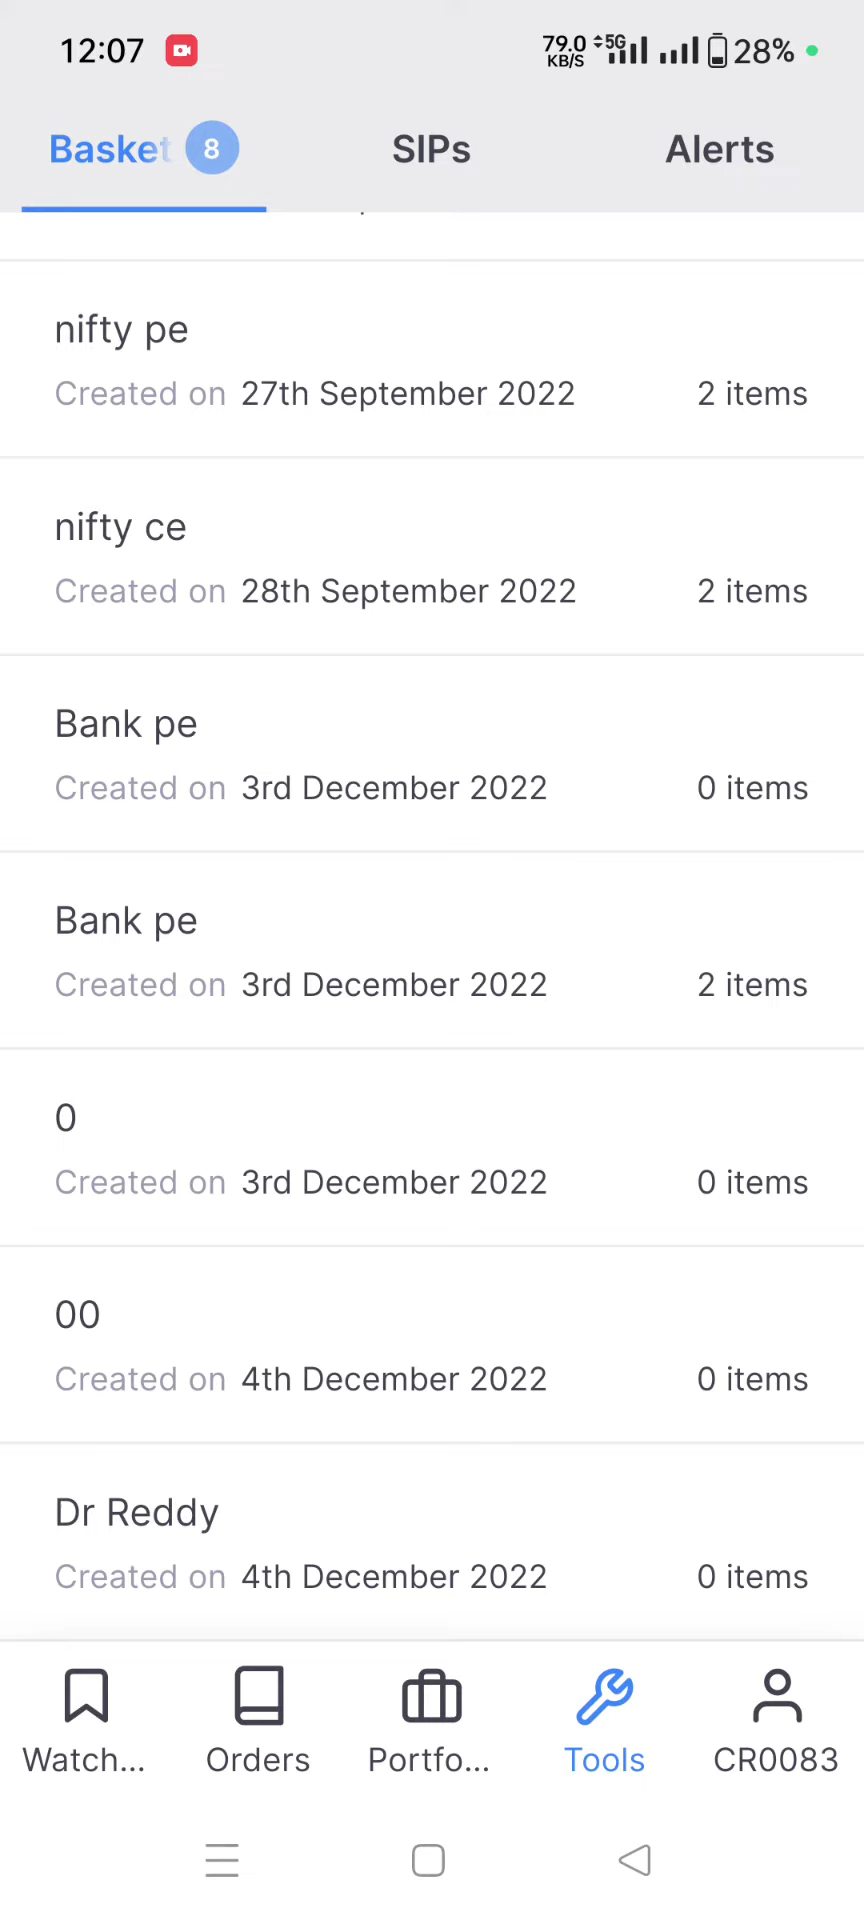 12:07 79.0 KB/S 5G 28%
Basket 8 SIPs Alerts
nifty pe
Created on 27th September 2022 2 items
nifty ce
Created on 28th September 2022 2 items
Bank pe
Created on 3rd December 2022 0 items
Bank pe
Created on 3rd December 2022 2 items
0
Created on 3rd December 2022 0 items
00
Created on 4th December 2022 0 items
Dr Reddy
Created on 4th December 2022 0 items
Watch... Orders Portfo... Tools CR0083